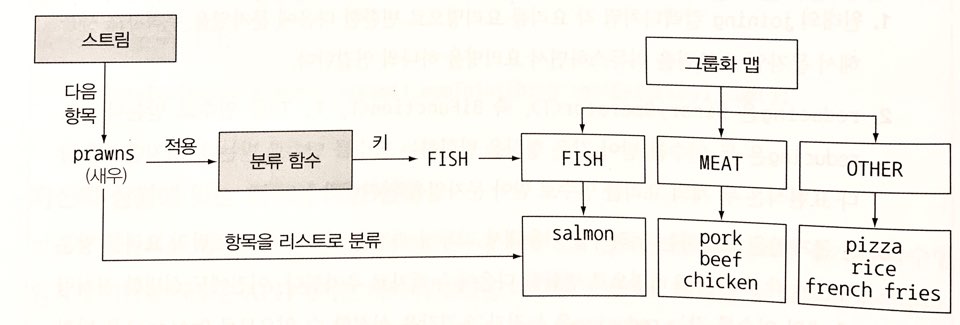 스트림
다음
항목
prawns
(새우)
적용
분류 함수
키
FISH
그룹화 맵
FISH
MEAT
OTHER
항목을 리스트로 분류
salmon
pork
beef
chicken
pizza
rice
french fries